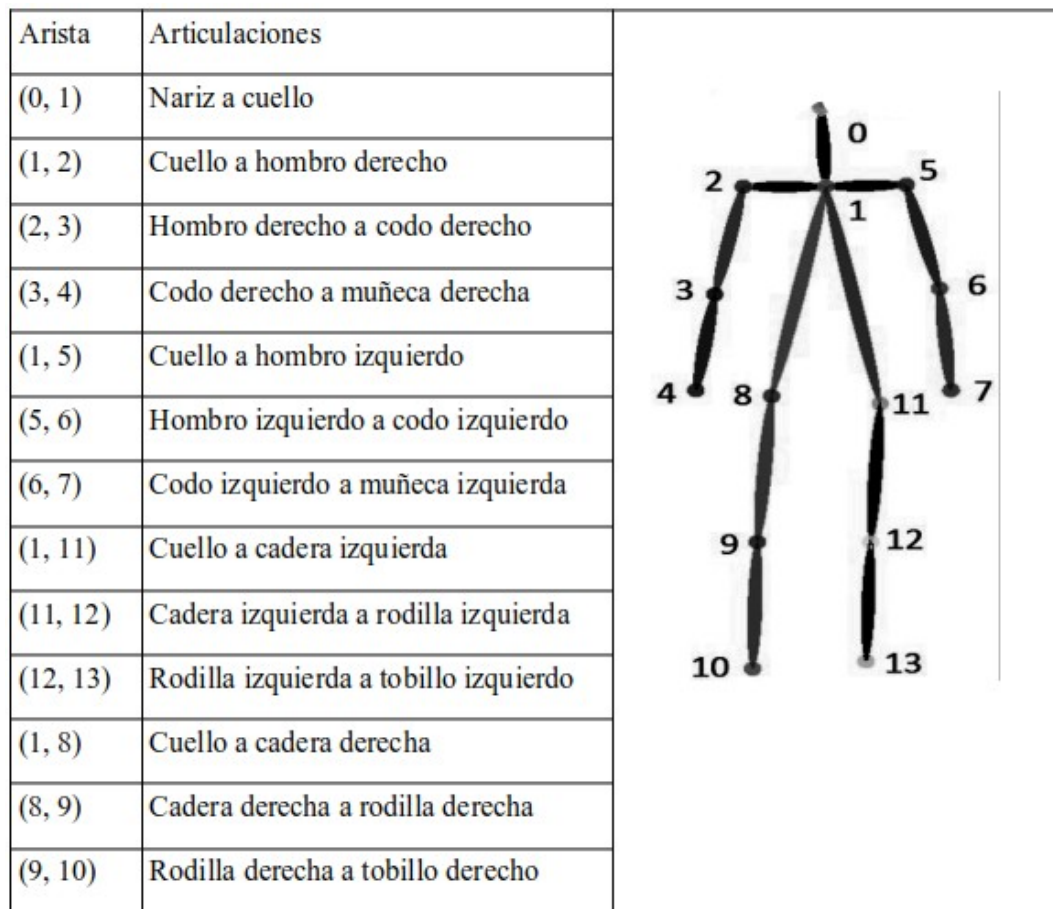 Arista Articulaciones
(0, 1) Nariz a cuello
(1, 2) Cuello a hombro derecho
(2, 3) Hombro derecho a codo derecho
(3, 4) Codo derecho a muñeca derecha
(1, 5) Cuello a hombro izquierdo
(5, 6) Hombro izquierdo a codo izquierdo
(6, 7) Codo izquierdo a muñeca izquierda
(1, 11) Cuello a cadera izquierda
(11, 12) Cadera izquierda a rodilla izquierda
(12, 13) Rodilla izquierda a tobillo izquierdo
(1, 8) Cuello a cadera derecha
(8, 9) Cadera derecha a rodilla derecha
(9, 10) Rodilla derecha a tobillo derecho
0
2 5
1
3 6
4 8 11 7
9 12
10 13